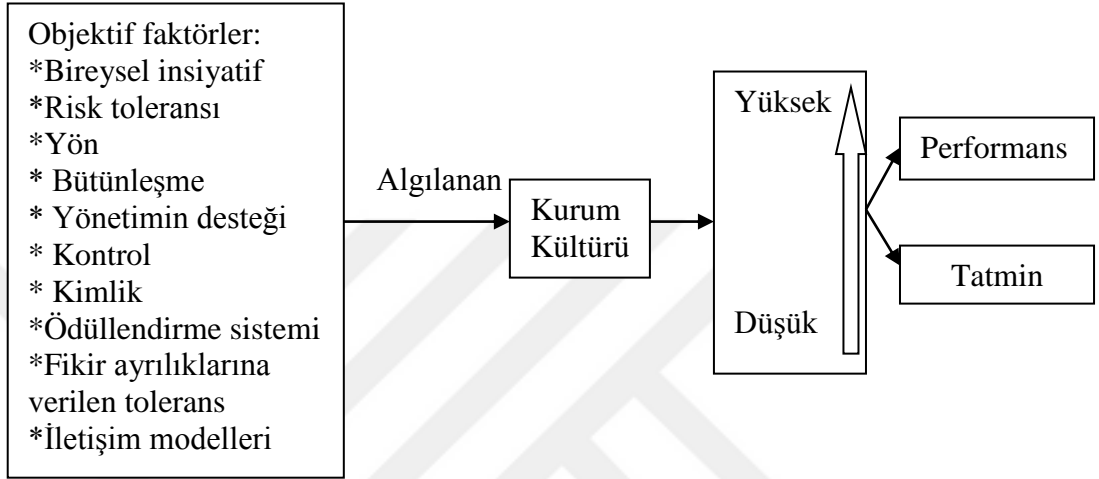 Objektif faktörler:
*Bireysel insiyatif
*Risk toleransı
*Yön
* Bütünleşme
* Yönetimin desteği
* Kontrol
* Kimlik
*Ödüllendirme sistemi
*Fikir ayrılıklarına
verilen tolerans
*İletişim modelleri
Algılanan
Kurum
Kültürü
Yüksek
Düşük
Performans
Tatmin